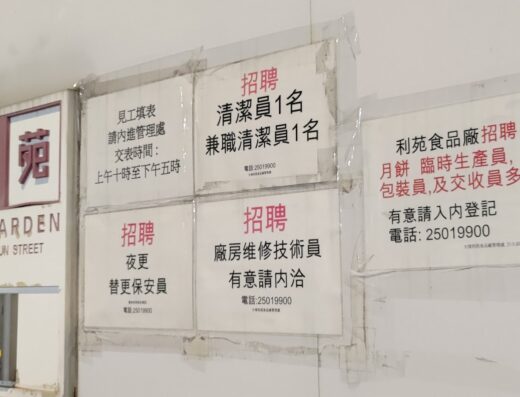 苑
ARDEN
UN STREET
見工填表
請內進管理處
交表時間：
上午十時至下午五時
招聘
清潔員1名
兼職清潔員1名
電話:25019900
招聘
夜更
替更保安員
電話:25019900
招聘
廠房维修技術員
有意請内洽
電話:25019900
利苑食品廠招聘
月餅 臨時生產員,
包裝員,及交收員多
有意請入内登記
電話: 25019900